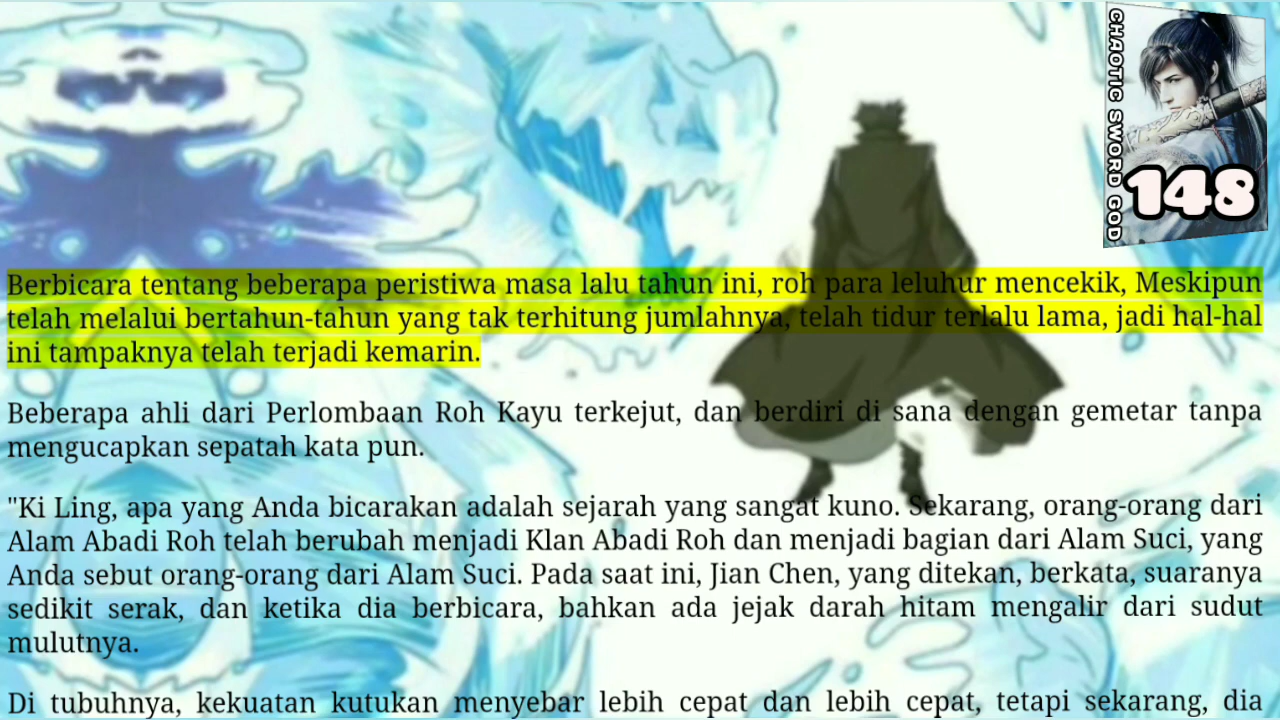 CHAOTIC SWORD GOD
148
Berbicara tentang beberapa peristiwa masa lalu tahun ini, roh para leluhur mencekik, Meskipun
telah melalui bertahun-tahun yang tak terhitung jumlahnya, telah tidur terlalu lama, jadi hal-hal
ini tampaknya telah terjadi kemarin.
Beberapa ahli dari Perlombaan Roh Kayu terkejut, dan berdiri di sana dengan gemetar tanpa
mengucapkan sepatah kata pun.
"Ki Ling, apa yang Anda bicarakan adalah sejarah yang sangat kuno. Sekarang, orang-orang dari
Alam Abadi Roh telah berubah menjadi Klan Abadi Roh dan menjadi bagian dari Alam Suci, yang
Anda sebut orang-orang dari Alam Suci. Pada saat ini, Jian Chen, yang ditekan, berkata, suaranya
sedikit serak, dan ketika dia berbicara, bahkan ada jejak darah hitam mengalir dari sudut
mulutnya.
Di tubuhnya, kekuatan kutukan menyebar lebih cepat dan lebih cepat, tetapi sekarang, dia